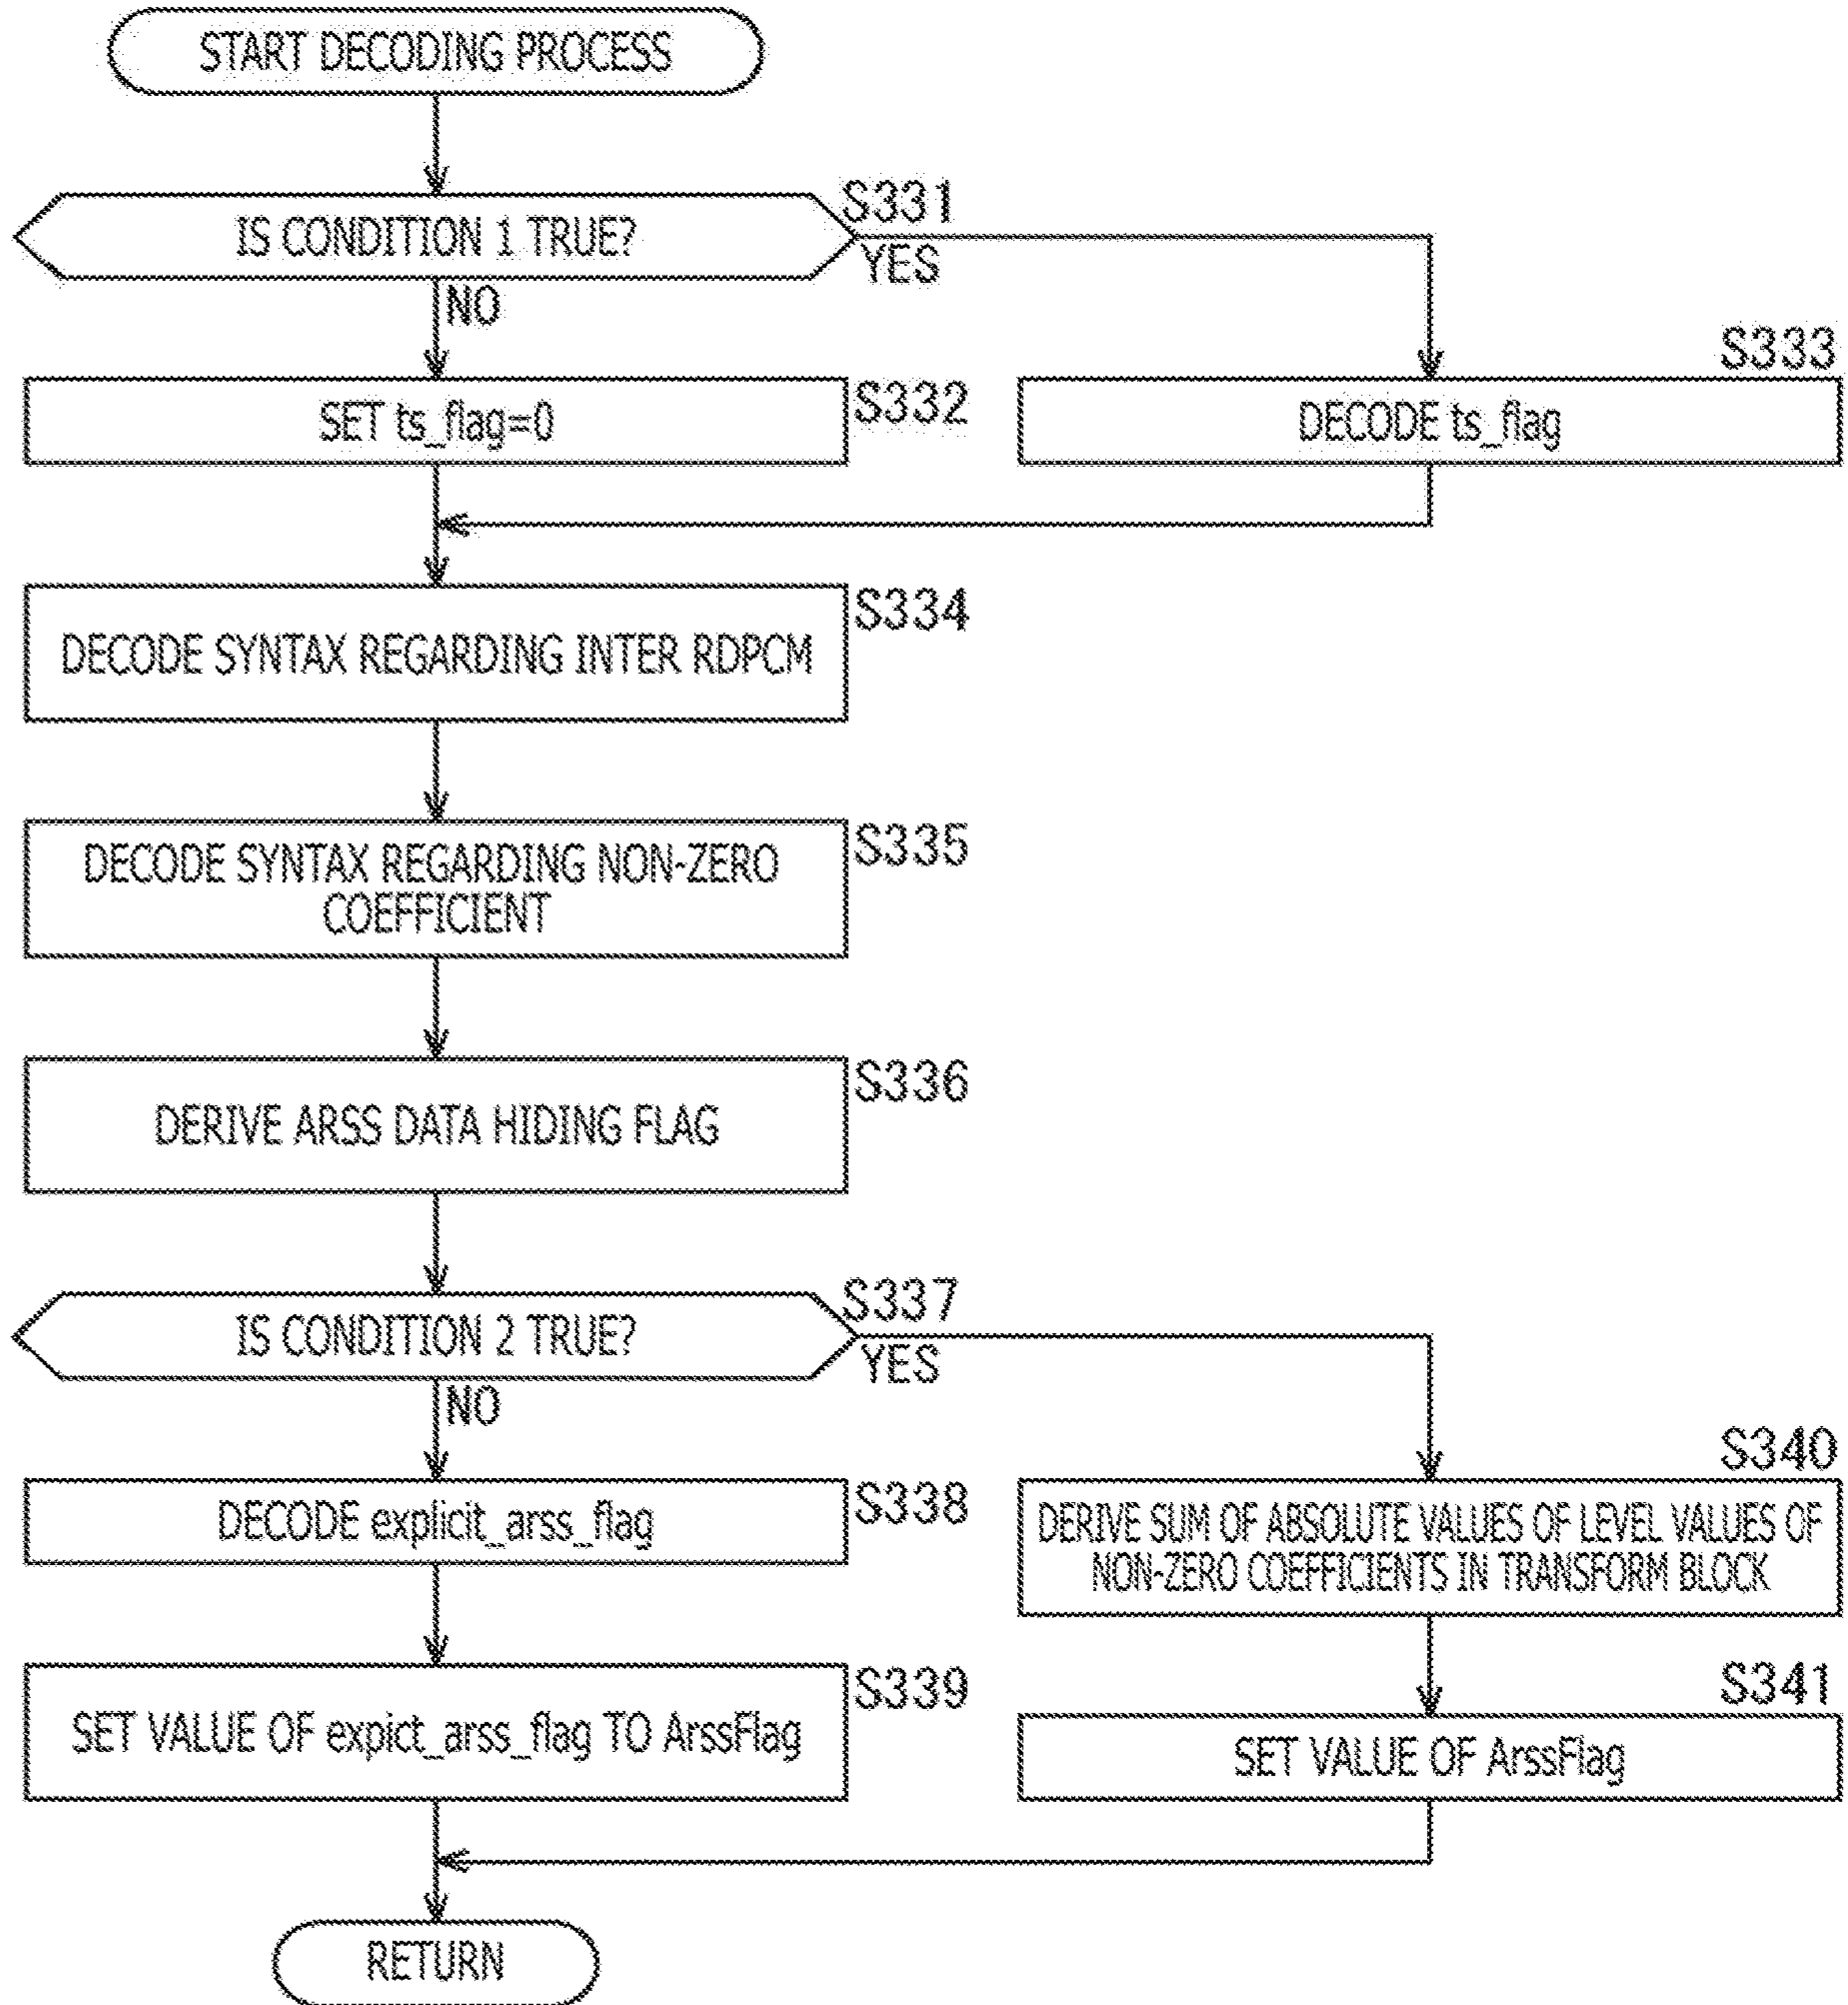 START DECODING PROCESS
IS CONDITION 1 TRUE?
S331
YES
NO
SET ts_flag=0
S332
S333
DECODE ts_flag
DECODE SYNTAX REGARDING INTER RDPCM
S334
DECODE SYNTAX REGARDING NON-ZERO
COEFFICIENT
S335
DERIVE ARSS DATA HIDING FLAG
S336
IS CONDITION 2 TRUE?
S337
YES
NO
DECODE explicit_arss_flag
S338
S340
DERIVE SUM OF ABSOLUTE VALUES OF LEVEL VALUES OF
NON-ZERO COEFFICIENTS IN TRANSFORM BLOCK
SET VALUE OF expict_arss_flag TO ArssFlag
S339
S341
SET VALUE OF ArssFlag
RETURN